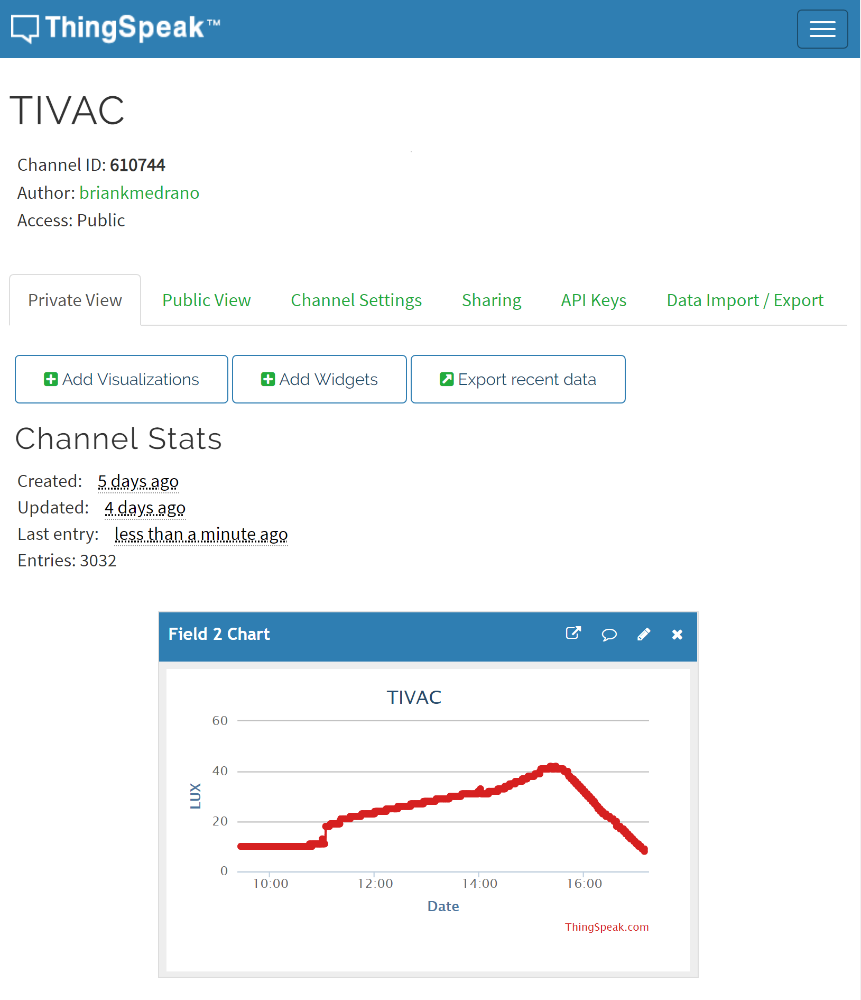 ThingSpeak™
TIVAC
Channel ID: 610744
Author: briankmedrano
Access: Public
Private View Public View Channel Settings Sharing API Keys Data Import / Export
Add Visualizations Add Widgets Export recent data
Channel Stats
Created: 5 days ago
Updated: 4 days ago
Last entry: less than a minute ago
Entries: 3032
Field 2 Chart
TIVAC
60
40
20
0
LUX
10:00 12:00 14:00 16:00
Date
ThingSpeak.com